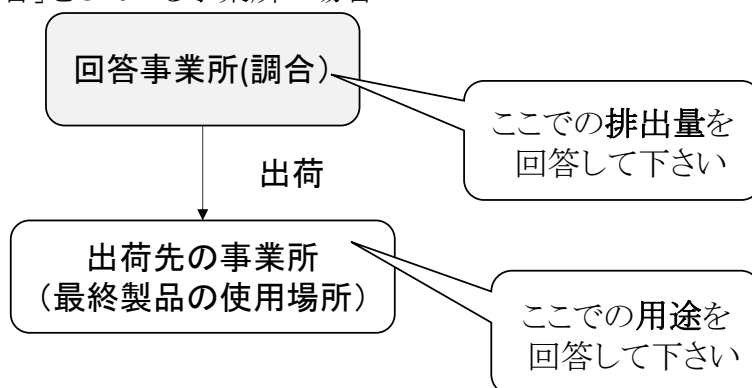 回答事業所(調合)
ここでの排出量を
回答して下さい
出荷
出荷先の事業所
(最終製品の使用場所)
ここでの用途を
回答して下さい